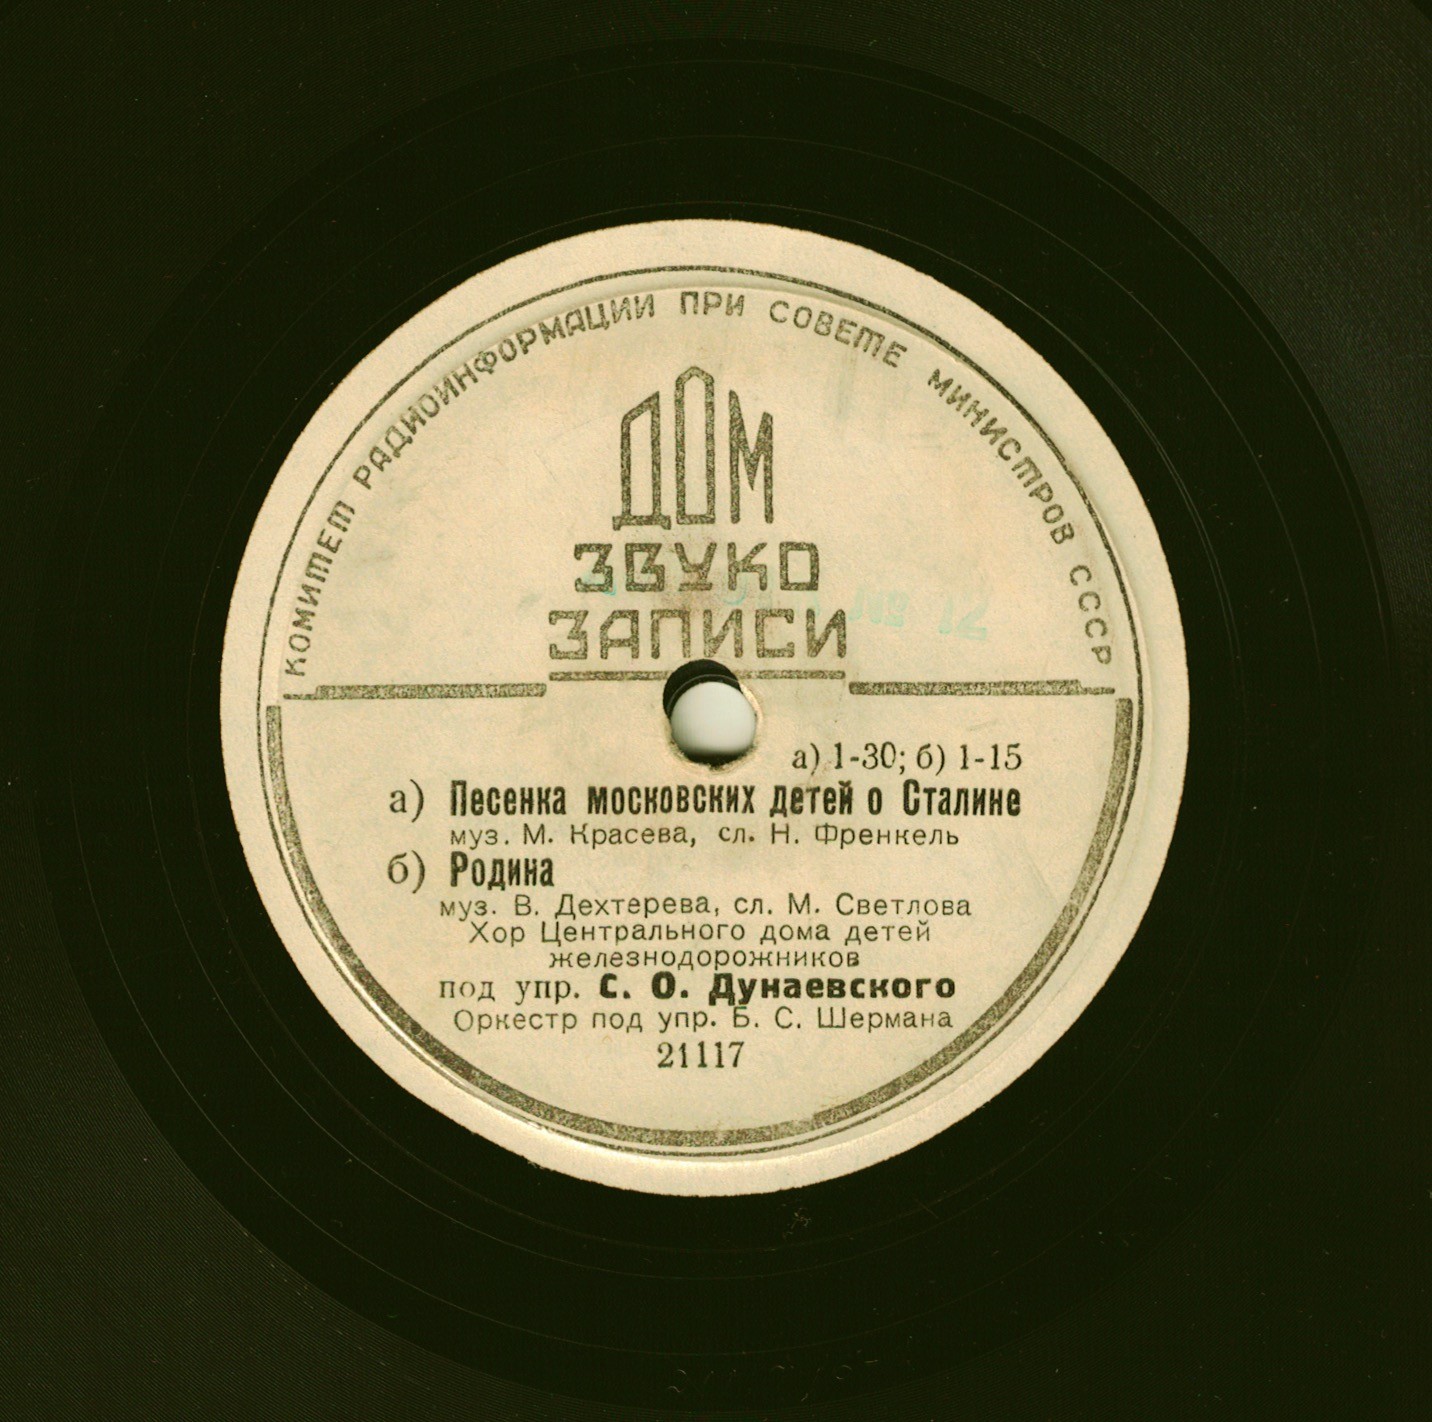 КОМИТЕТ РАДИОИНФОРМАЦИИ ПРИ СОВЕТЕ МИНИСТРОВ СССР
ДОМ
ЗВУКО
ЗАПИСИ
а) 1-30; б) 1-15
а) Песенка московских детей о Сталине
муз. М. Красева, сл. Н. Френкель
б) Родина
муз. В. Дехтерева, сл. М. Светлова
Хор Центрального дома детей
железнодорожников
под упр. С. О. Дунаевского
Оркестр под упр. Б. С. Шермана
21117